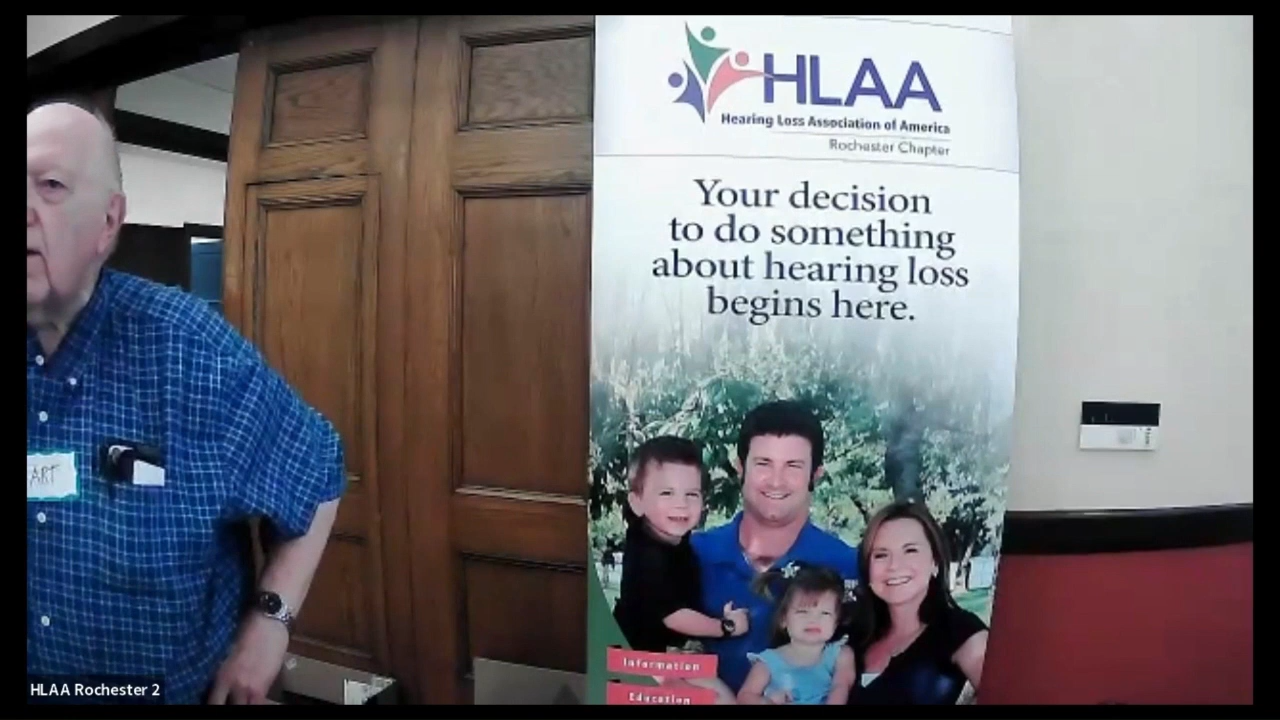 HLAA
Hearing Loss Association of America
Rochester Chapter
Your decision
to do something
about hearing loss
begins here.
ART
Information
Education
HLAA Rochester 2